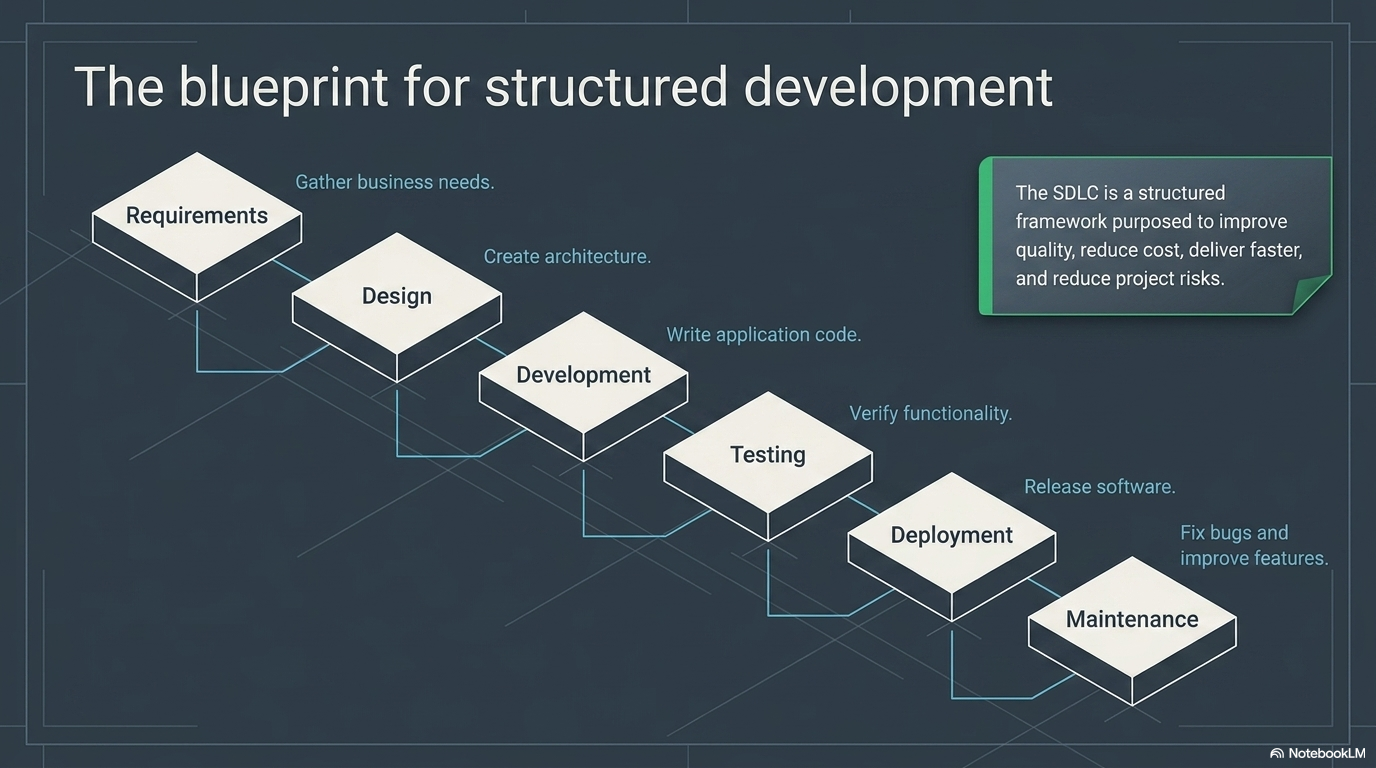 The blueprint for structured development
Requirements
Gather business needs.
Design
Create architecture.
Development
Write application code.
Testing
Verify functionality.
Deployment
Release software.
Maintenance
Fix bugs and
improve features.
The SDLC is a structured
framework purposed to improve
quality, reduce cost, deliver faster,
and reduce project risks.
NotebookLM